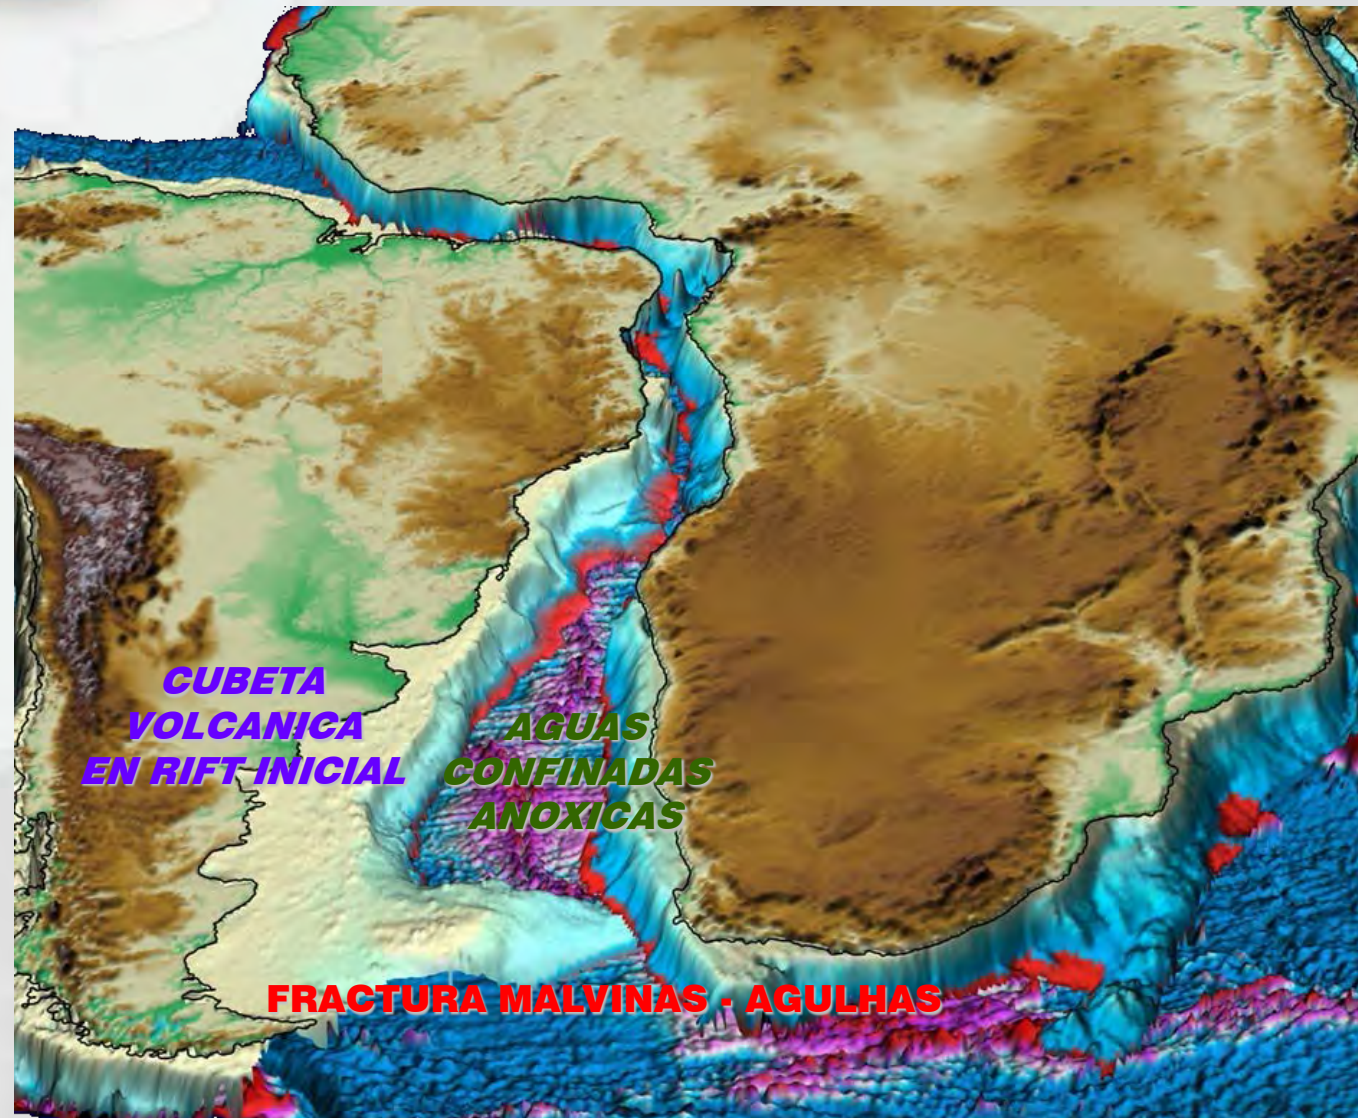 CUBETA
VOLCANICA
EN RIFT INICIAL
AGUAS
CONFINADAS
ANOXICAS
FRACTURA MALVINAS - AGULHAS